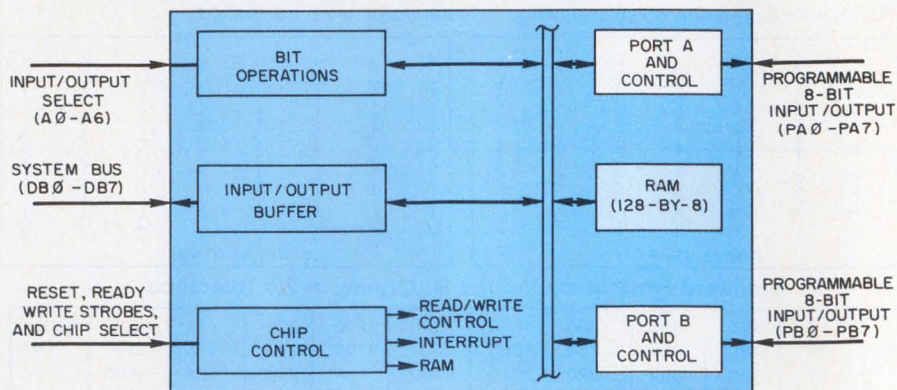 INPUT/OUTPUT
SELECT
(AØ-A6)
SYSTEM BUS
(DBØ-DB7)
RESET, READY
WRITE STROBES,
AND CHIP SELECT
BIT
OPERATIONS
INPUT/OUTPUT
BUFFER
CHIP
CONTROL
READ/WRITE
CONTROL
INTERRUPT
RAM
PORT A
AND
CONTROL
RAM
(128-BY-8)
PORT B
AND
CONTROL
PROGRAMMABLE
8-BIT
INPUT/OUTPUT
(PAØ-PA7)
PROGRAMMABLE
8-BIT
INPUT/OUTPUT
(PBØ-PB7)